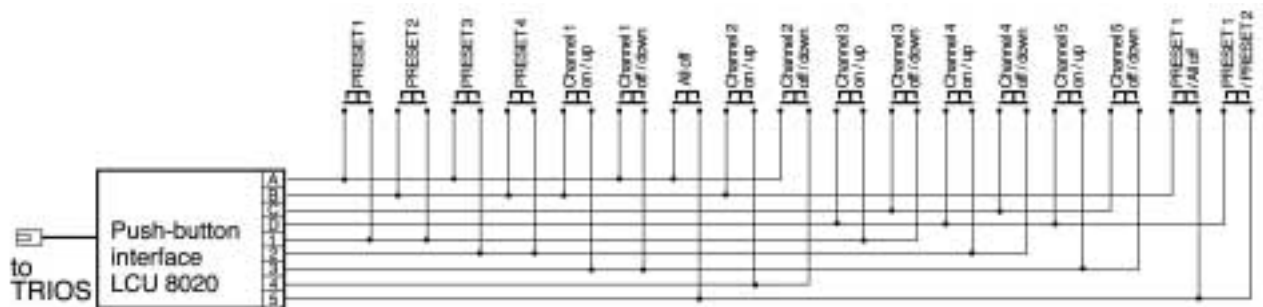 PRESET 1
PRESET 2
PRESET 3
PRESET 4
Channel 1
on / up
Channel 1
off / down
All off
Channel 2
on / up
Channel 2
off / down
Channel 3
on / up
Channel 3
off / down
Channel 4
on / up
Channel 4
off / down
Channel 5
on / up
Channel 5
off / down
PRESET 1
/ All off
PRESET 1
/ PRESET 2
A
B
C
D
1
2
3
4
5
Push-button
interface
LCU 8020
to
TRIOS